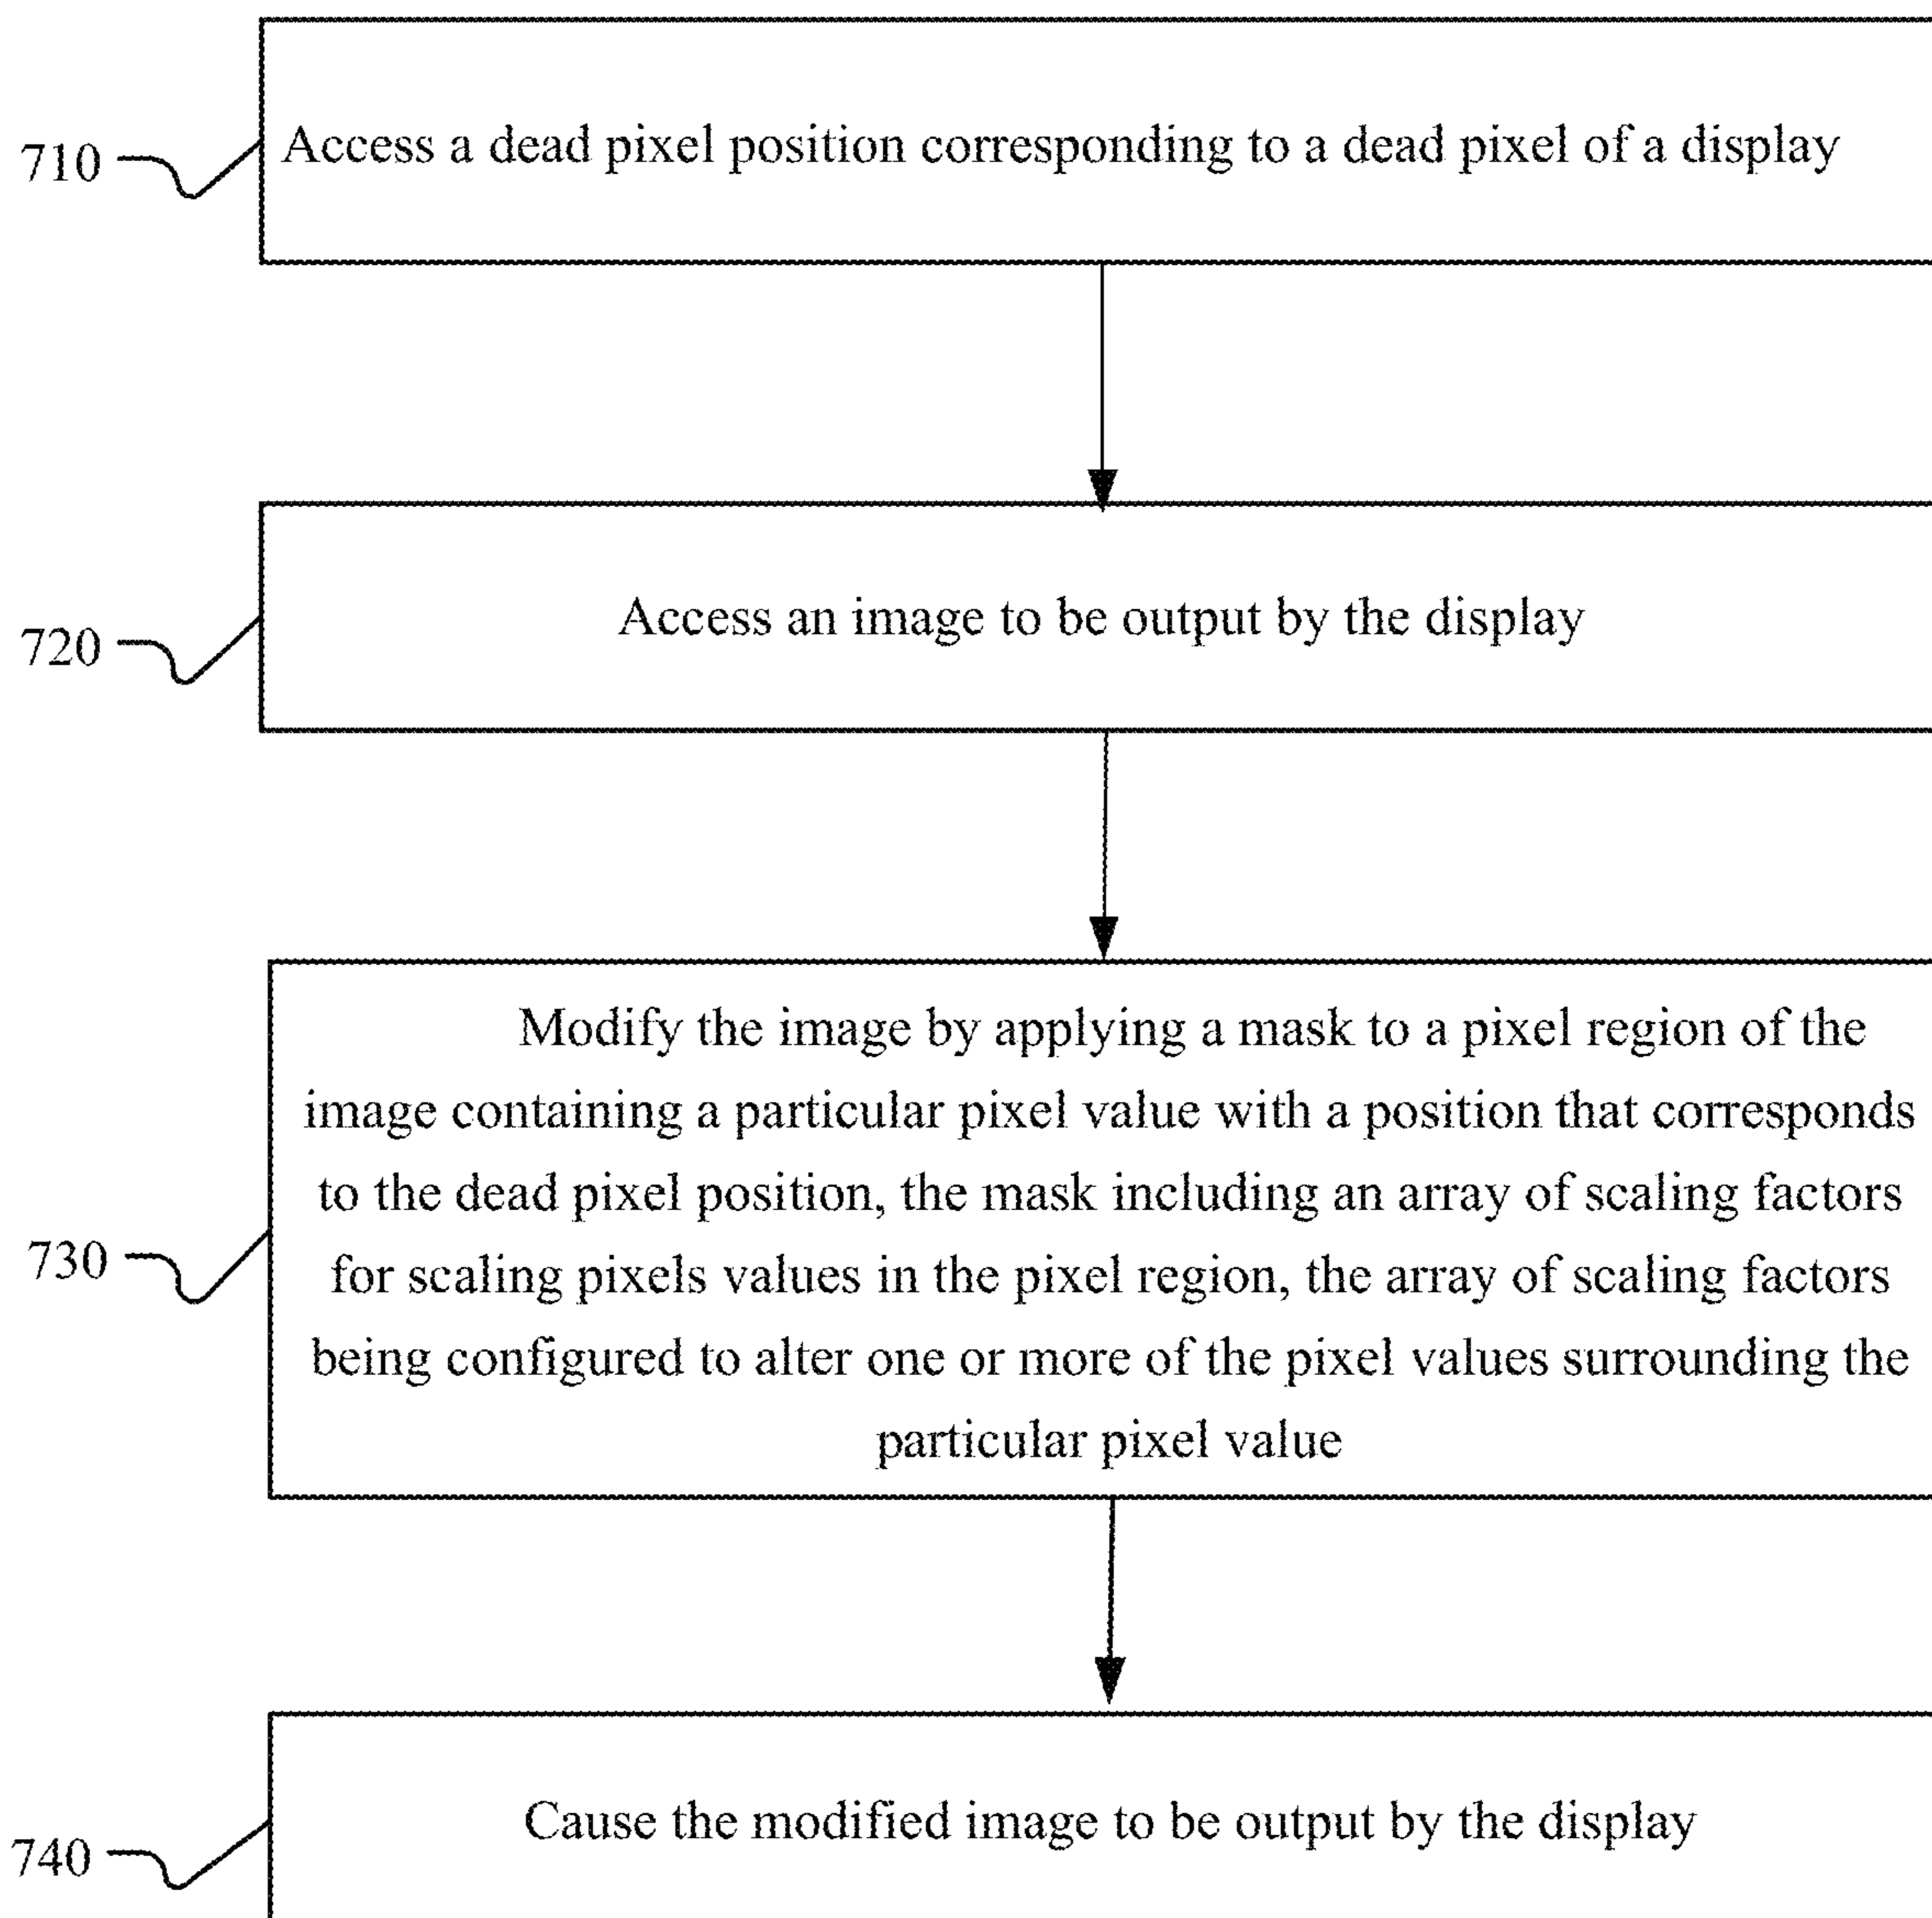 710
Access a dead pixel position corresponding to a dead pixel of a display
720
Access an image to be output by the display
Modify the image by applying a mask to a pixel region of the
image containing a particular pixel value with a position that corresponds
to the dead pixel position, the mask including an array of scaling factors
730
for scaling pixels values in the pixel region, the array of scaling factors
being configured to alter one or more of the pixel values surrounding the
particular pixel value
740
Cause the modified image to be output by the display